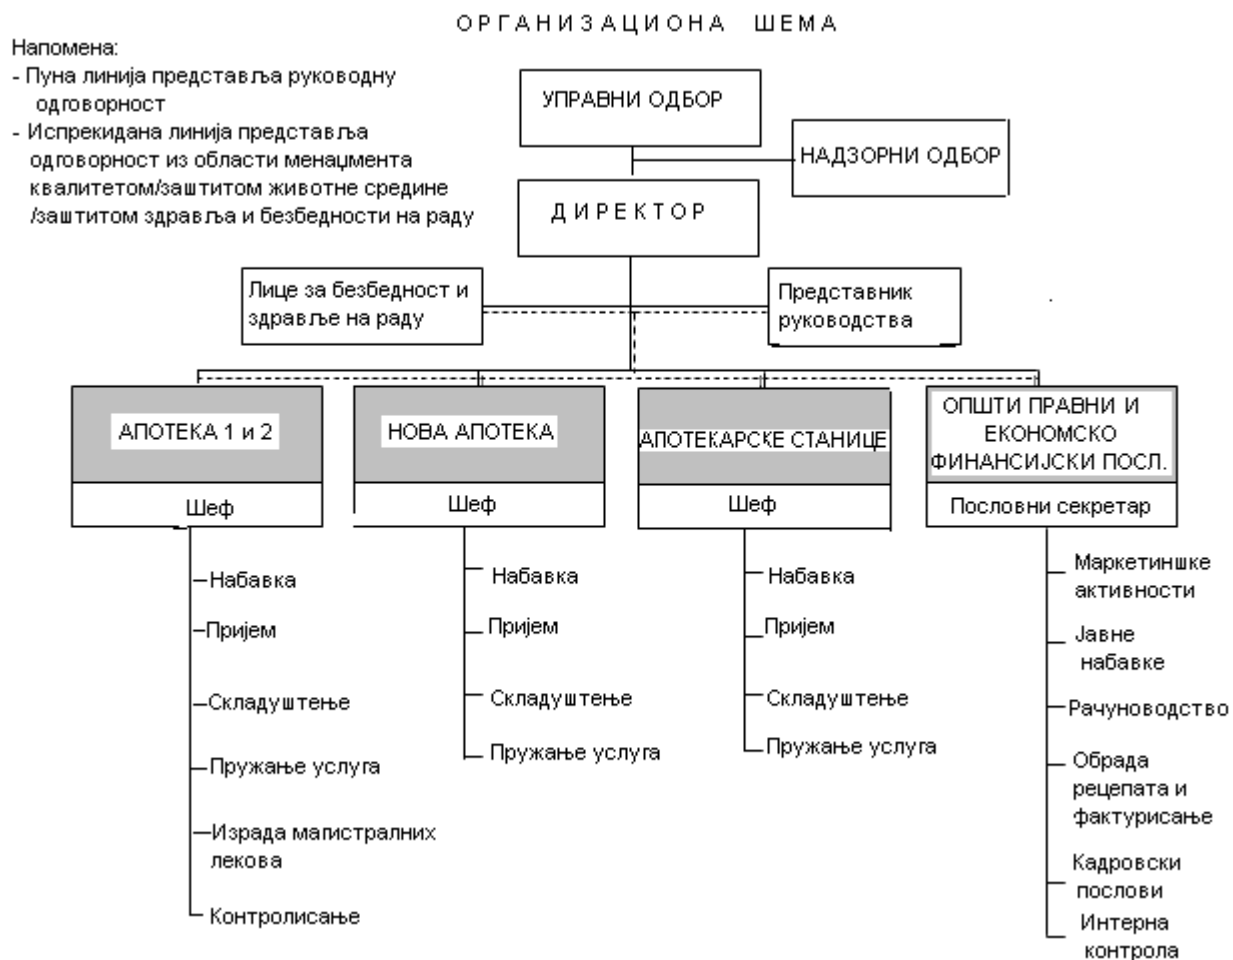 ОРГАНИЗАЦИОНА ШЕМА
Напомена:
- Пуна линија представља руководну
одговорност
- Испрекидана линија представља
одговорност из области менаџмента
квалитетом/заштитом животне средине
/заштитом здравља и безбедности на раду
УПРАВНИ ОДБОР
НАДЗОРНИ ОДБОР
ДИРЕКТОР
Лице за безбедност и
здравље на раду
Представник
руководства
АПОТЕКА 1 и 2
Шеф
Набавка
Пријем
Складуштење
Пружање услуга
Израда магистралних
лекова
Контролисање
НОВА АПОТЕКА
Шеф
Набавка
Пријем
Складуштење
Пружање услуга
АПОТЕКАРСКЕ СТАНИЦЕ
Шеф
Набавка
Пријем
Складуштење
Пружање услуга
ОПШТИ ПРАВНИ И
ЕКОНОМСКО
ФИНАНСИЈСКИ ПОСЛ.
Пословни секретар
Маркетиншке
активности
Јавне
набавке
Рачуноводство
Обрада
рецепата и
фактурисање
Кадровски
послови
Интерна
контрола